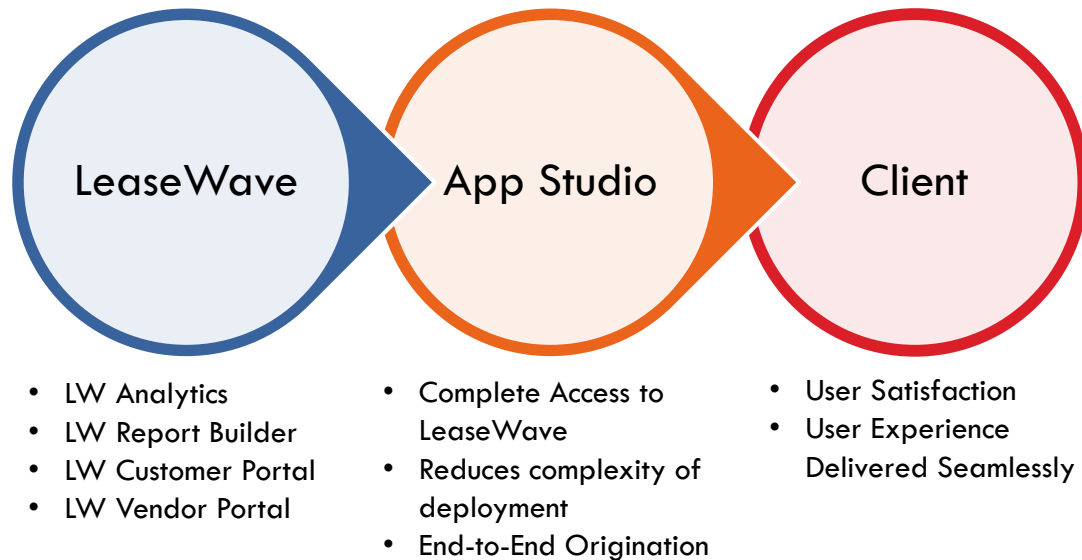 LeaseWave
App Studio
Client
• LW Analytics
• LW Report Builder
• LW Customer Portal
• LW Vendor Portal
• Complete Access to
LeaseWave
• Reduces complexity of
deployment
• End-to-End Origination
• User Satisfaction
• User Experience
Delivered Seamlessly